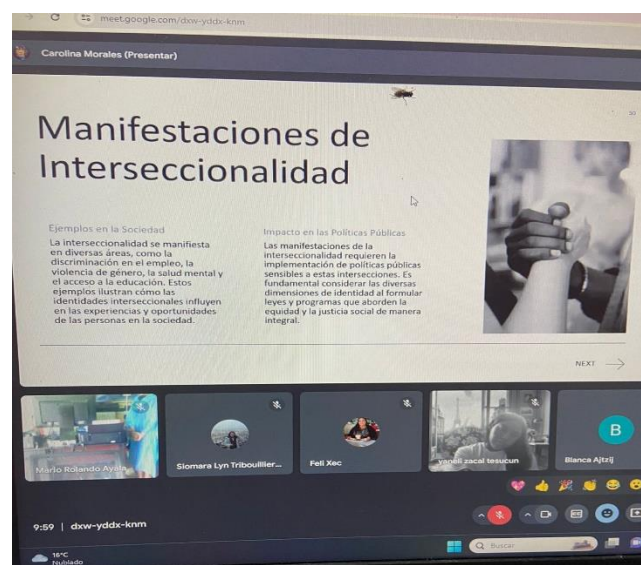 meet.google.com/dxw-yddx-knm
Carolina Morales (Presentar)
Manifestaciones de
Interseccionalidad
Ejemplos en la Sociedad
La interseccionalidad se manifiesta
en diversas áreas, como la
discriminación en el empleo, la
violencia de género, la salud mental y
el acceso a la educación. Estos
ejemplos ilustran cómo las
identidades interseccionales influyen
en las experiencias y oportunidades
de las personas en la sociedad.
Impacto en las Políticas Públicas
Las manifestaciones de la
interseccionalidad requieren la
implementación de políticas públicas
sensibles a estas intersecciones. Es
fundamental considerar las diversas
dimensiones de identidad al formular
leyes y programas que aborden la
equidad y la justicia social de manera
integral.
NEXT
Mario Rolando Ayala
Siomara Lyn Tribouillier...
Feli Xec
yaneli zacal tesucun
B
Blanca Ajtzij
9:59 | dxw-yddx-knm
16°C
Nublado
Buscar